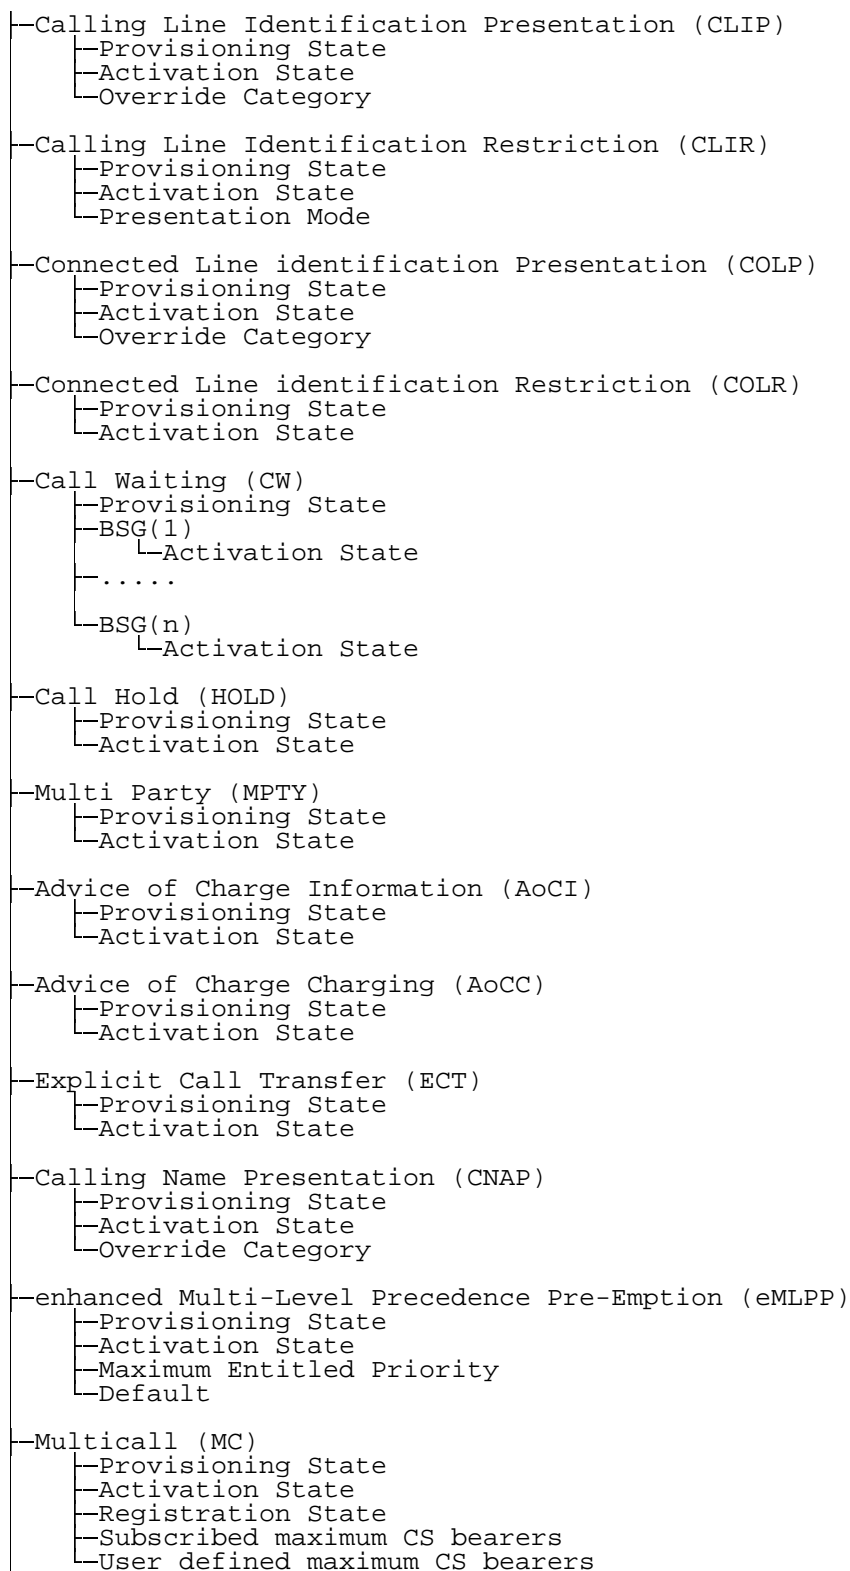 Calling Line Identification Presentation (CLIP)
Provisioning State
Activation State
Override Category
Calling Line Identification Restriction (CLIR)
Provisioning State
Activation State
Presentation Mode
Connected Line identification Presentation (COLP)
Provisioning State
Activation State
Override Category
Connected Line identification Restriction (COLR)
Provisioning State
Activation State
Call Waiting (CW)
Provisioning State
BSG(1)
Activation State
.....
BSG(n)
Activation State
Call Hold (HOLD)
Provisioning State
Activation State
Multi Party (MPTY)
Provisioning State
Activation State
Advice of Charge Information (AoCI)
Provisioning State
Activation State
Advice of Charge Charging (AoCC)
Provisioning State
Activation State
Explicit Call Transfer (ECT)
Provisioning State
Activation State
Calling Name Presentation (CNAP)
Provisioning State
Activation State
Override Category
enhanced Multi-Level Precedence Pre-Emption (eMLPP)
Provisioning State
Activation State
Maximum Entitled Priority
Default
Multicall (MC)
Provisioning State
Activation State
Registration State
Subscribed maximum CS bearers
User defined maximum CS bearers